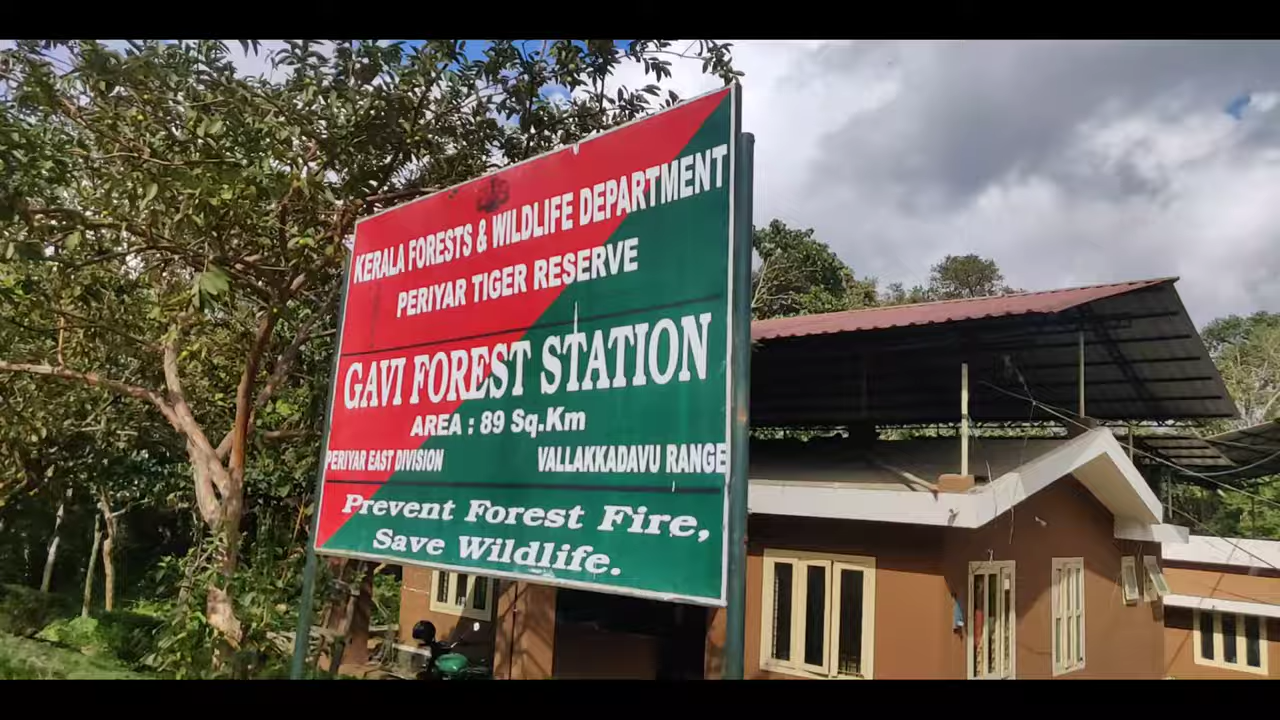 KERALA FORESTS & WILDLIFE DEPARTMENT
PERIYAR TIGER RESERVE
GAVI FOREST STATION
AREA : 89 Sq.Km
PERIYAR EAST DIVISION VALLAKKADAVU RANGE
Prevent Forest Fire,
Save Wildlife.